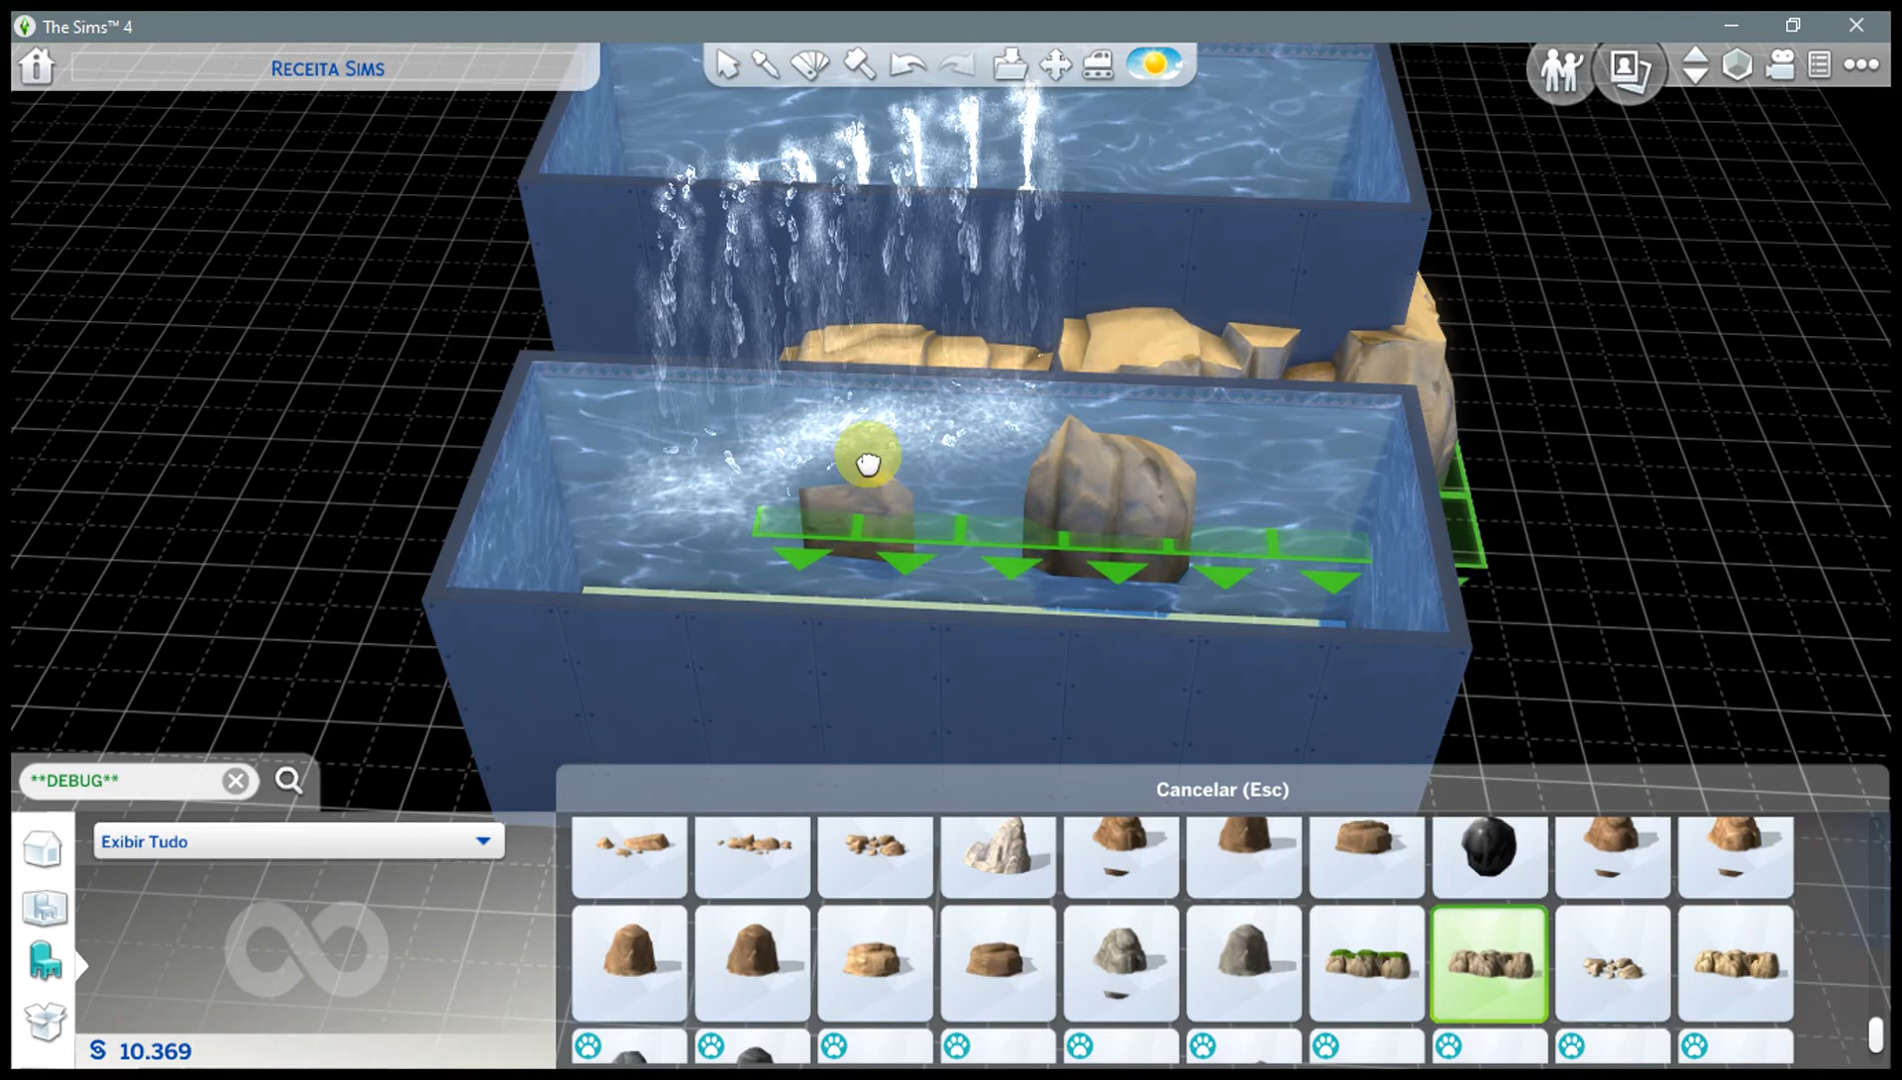 The Sims™ 4
RECEITA SIMS
**DEBUG**
Cancelar (Esc)
Exibir Tudo
S 10.369